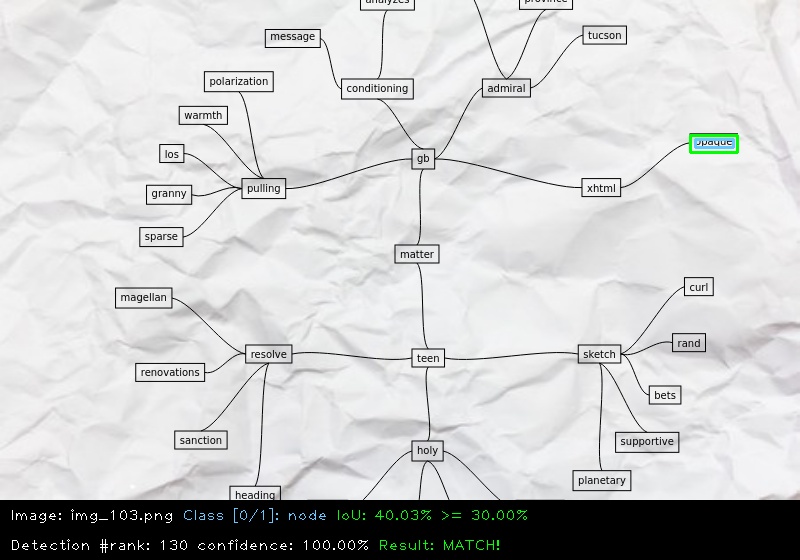 analyzes
province
message
tucson
polarization
conditioning
admiral
warmth
opaque
los
gb
granny
pulling
xhtml
sparse
matter
magellan
curl
rand
resolve
teen
sketch
renovations
bets
sanction
supportive
holy
planetary
heading
Image: img_103.png Class [0/1]: node IoU: 40.03% >= 30.00%
Detection #rank: 130 confidence: 100.00% Result: MATCH!